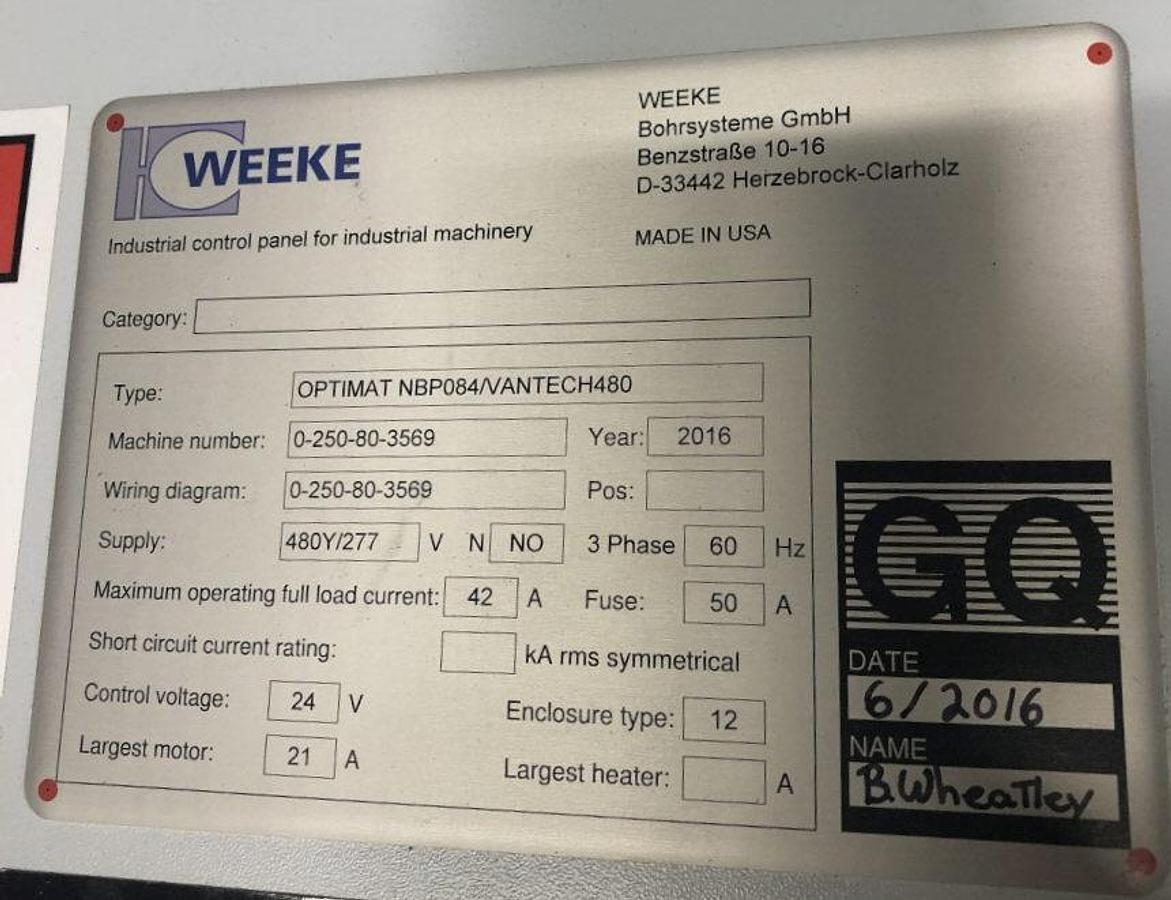 WEEKE
WEEKE
Bohrsysteme GmbH
Benzstraße 10-16
D-33442 Herzebrock-Clarholz
Industrial control panel for industrial machinery
MADE IN USA
Category:
Type: OPTIMAT NBP084/VANTECH480
Machine number: 0-250-80-3569 Year: 2016
Wiring diagram: 0-250-80-3569 Pos:
Supply: 480Y/277 V N NO 3 Phase 60 Hz
Maximum operating full load current: 42 A Fuse: 50 A
Short circuit current rating: kA rms symmetrical
Control voltage: 24 V Enclosure type: 12
Largest motor: 21 A Largest heater: A
GQ
DATE
6/2016
NAME
B.Wheatley